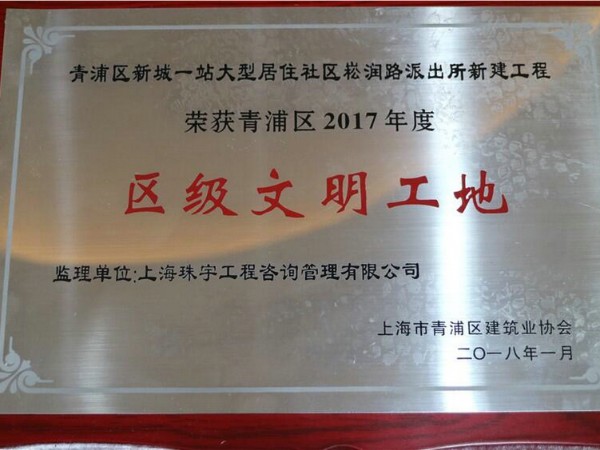 青浦区新城一站大型居住社区崧润路派出所新建工程
荣获青浦区2017年度
区级文明工地
监理单位:上海珠宇工程咨询管理有限公司
上海市青浦区建筑业协会
二〇一八年一月